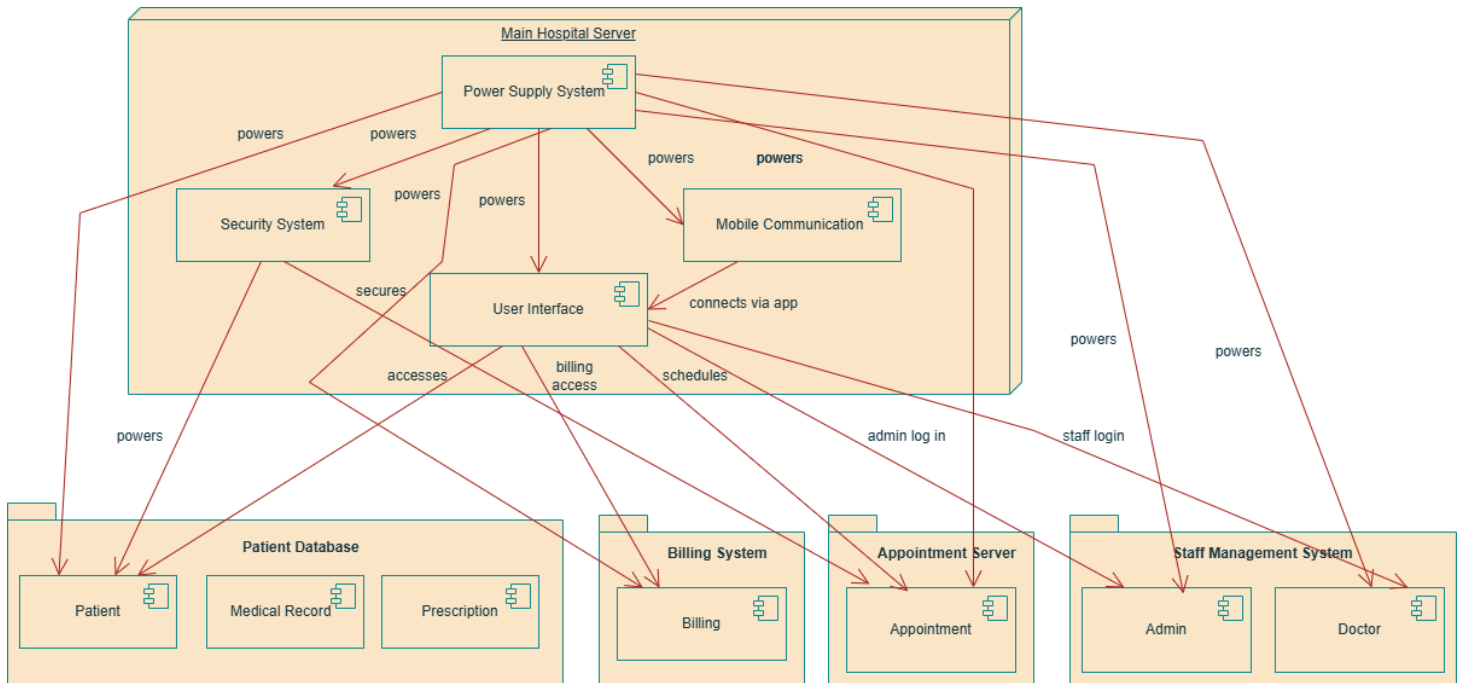 Main Hospital Server
Power Supply System
powers
powers
powers
powers
powers
powers
Security System
Mobile Communication
secures
User Interface
connects via app
powers
powers
accesses
billing
access
schedules
powers
admin log in
staff login
Patient Database
Billing System
Appointment Server
Staff Management System
Patient
Medical Record
Prescription
Billing
Appointment
Admin
Doctor